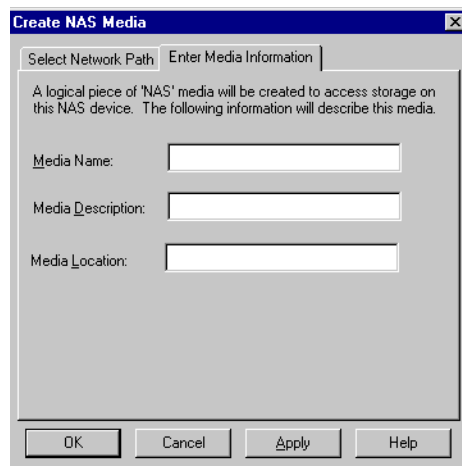 Create NAS Media
Select Network Path Enter Media Information
A logical piece of 'NAS' media will be created to access storage on
this NAS device. The following information will describe this media.
Media Name:
Media Description:
Media Location:
OK Cancel Apply Help